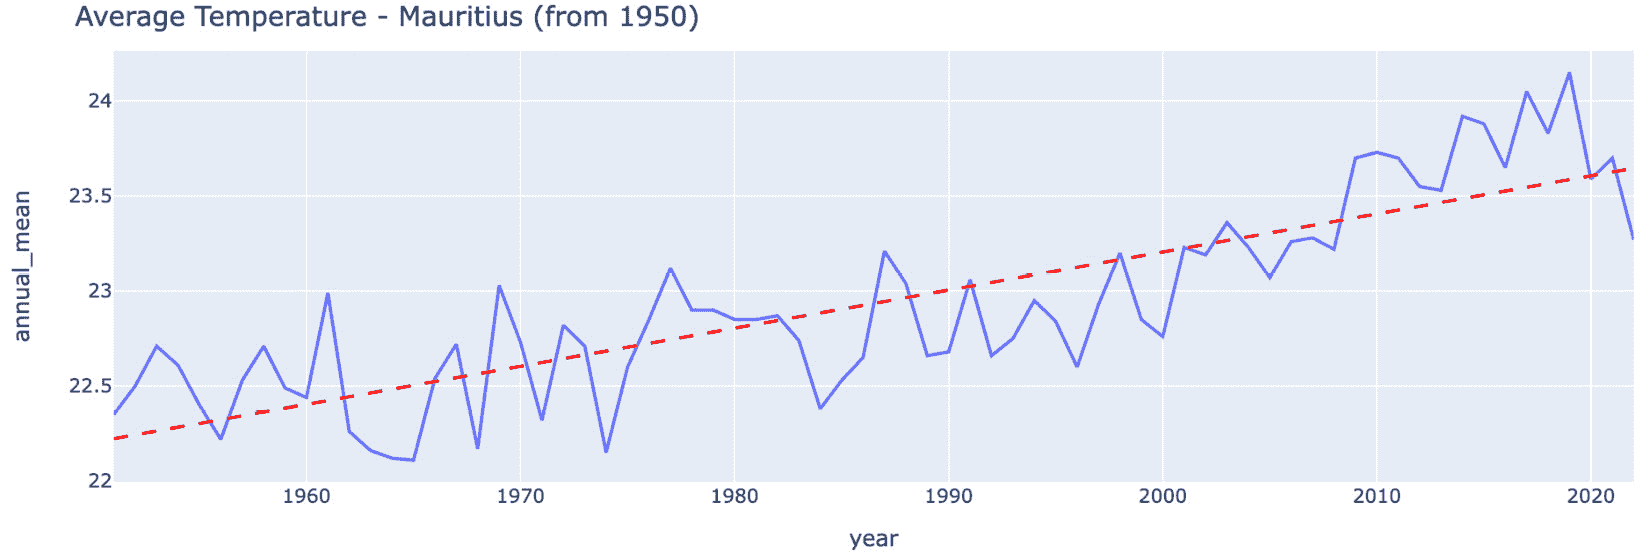 Average Temperature - Mauritius (from 1950)
annual_mean
24
23.5
23
22.5
22
1960 1970 1980 1990 2000 2010 2020
year